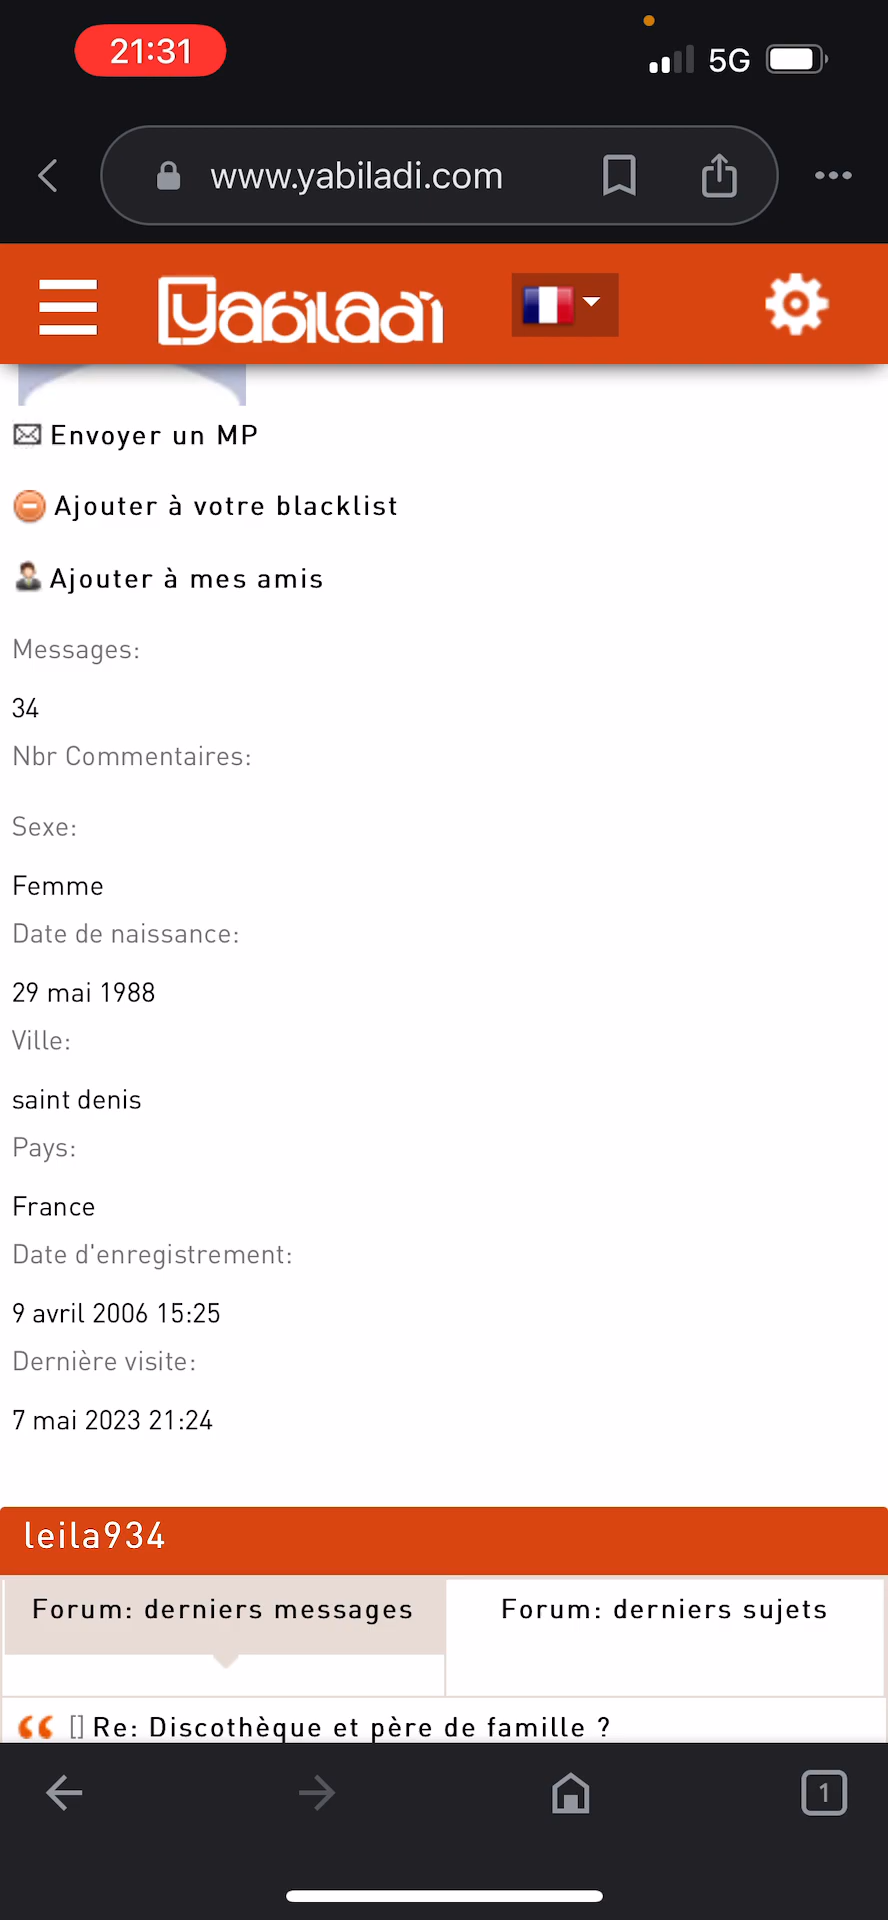 21:31
5G
www.yabiladi.com
yabiladi
Envoyer un MP
Ajouter à votre blacklist
Ajouter à mes amis
Messages:
34
Nbr Commentaires:
Sexe:
Femme
Date de naissance:
29 mai 1988
Ville:
saint denis
Pays:
France
Date d'enregistrement:
9 avril 2006 15:25
Dernière visite:
7 mai 2023 21:24
leila934
Forum: derniers messages
Forum: derniers sujets
[] Re: Discothèque et père de famille ?
1